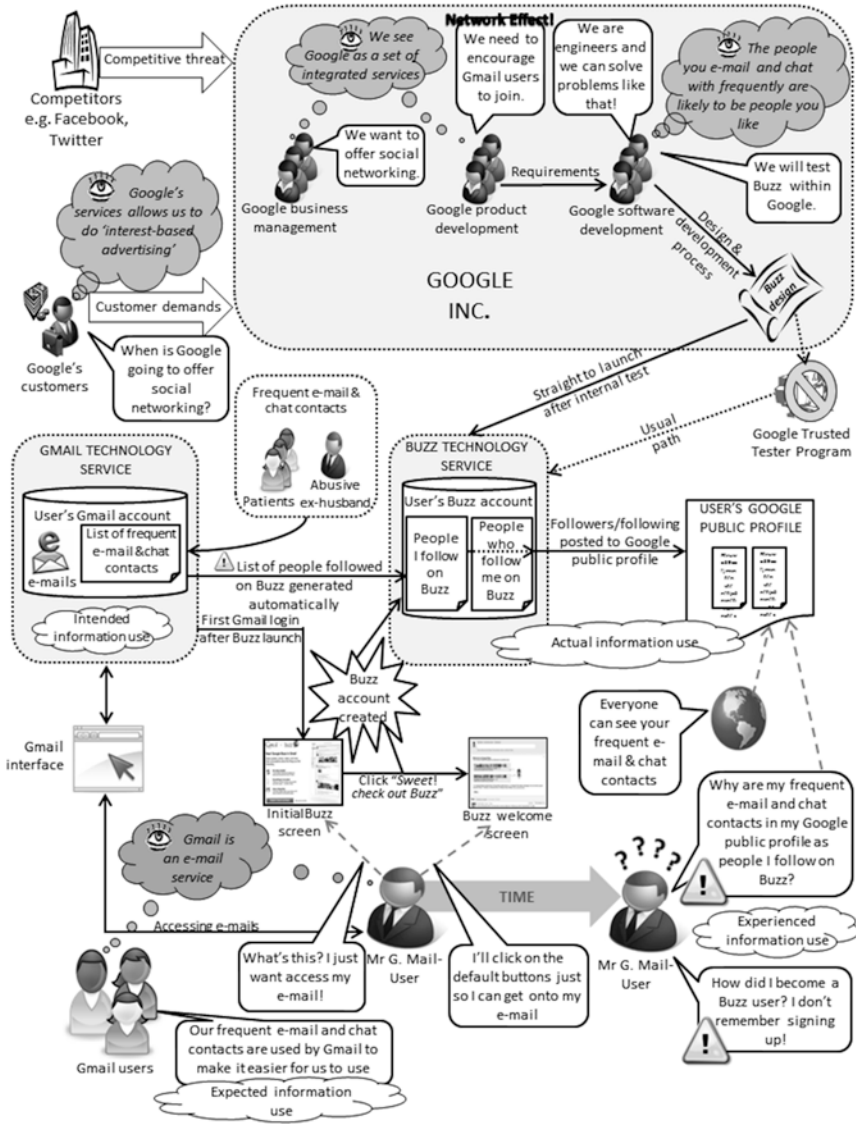 Network Effect!
Competitive threat
Competitors
e.g. Facebook,
Twitter
We see
Google as a set of
integrated services
We need to
encourage
Gmail users
to join.
We are
engineers and
we can solve
problems like
that!
The people
you e-mail and chat
with frequently are
likely to be people you
like
We want to
offer social
networking.
Requirements
We will test
Buzz within
Google.
Google business
management
Google product
development
Google software
development
Design &
development
process
GOOGLE
INC.
Buzz
design
Google's
services allows us to
do 'interest-based
advertising'
Customer demands
Google's
customers
When is Google
going to offer
social
networking?
Straight to launch
after internal test
Usual
path
Google Trusted
Tester Program
Frequent e-mail &
chat contacts
Patients
Abusive
ex-husband
GMAIL TECHNOLOGY
SERVICE
User's Gmail account
e
e-mails
List of frequent
e-mail & chat
contacts
Intended
information use
! List of people followed
on Buzz generated
automatically
First Gmail login
after Buzz launch
BUZZ TECHNOLOGY
SERVICE
User's Buzz account
People
I follow
on
Buzz
People
who
follow
me on
Buzz
Followers/following
posted to Google
public profile
USER'S GOOGLE
PUBLIC PROFILE
Actual information use
Buzz
account
created
Everyone
can see your
frequent e-
mail & chat
contacts
Gmail
interface
Initial Buzz
screen
Click "Sweet!
check out Buzz"
Buzz welcome
screen
Gmail is
an e-mail
service
Accessing e-mails
TIME
????
Why are my frequent
e-mail and chat
contacts in my Google
public profile as
people I follow on
Buzz?
!
Experienced
information use
What's this? I just
want access my
e-mail!
Mr G. Mail-
User
I'll click on the
default buttons just
so I can get onto my
e-mail
Mr G. Mail-
User
How did I become a
Buzz user? I don't
remember signing
up!
!
Gmail users
Our frequent e-mail and chat
contacts are used by Gmail to
make it easier for us to use
Expected information
use